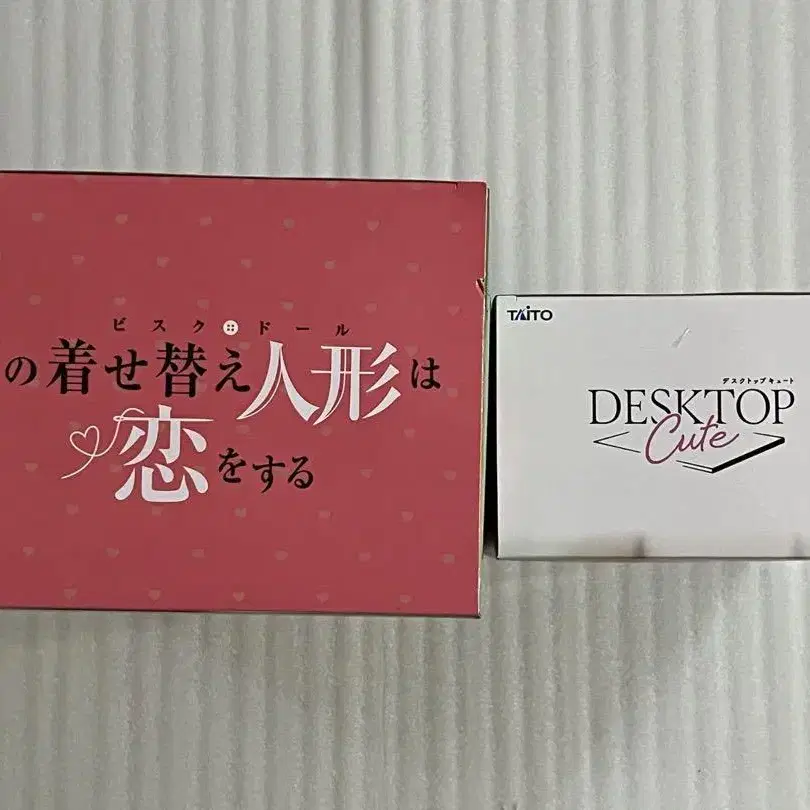 ビスク ドール
の着せ替え人形は
恋をする
TAITO
デスクトップキュート
DESKTOP
Cute